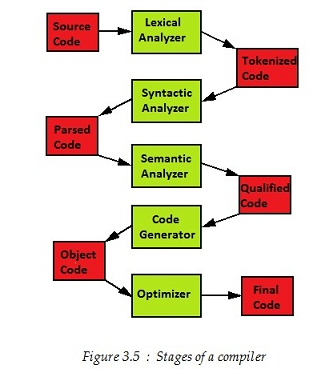 Source
Code
Lexical
Analyzer
Tokenized
Code
Syntactic
Analyzer
Parsed
Code
Semantic
Analyzer
Qualified
Code
Code
Generator
Object
Code
Optimizer
Final
Code
Figure 3.5 : Stages of a compiler